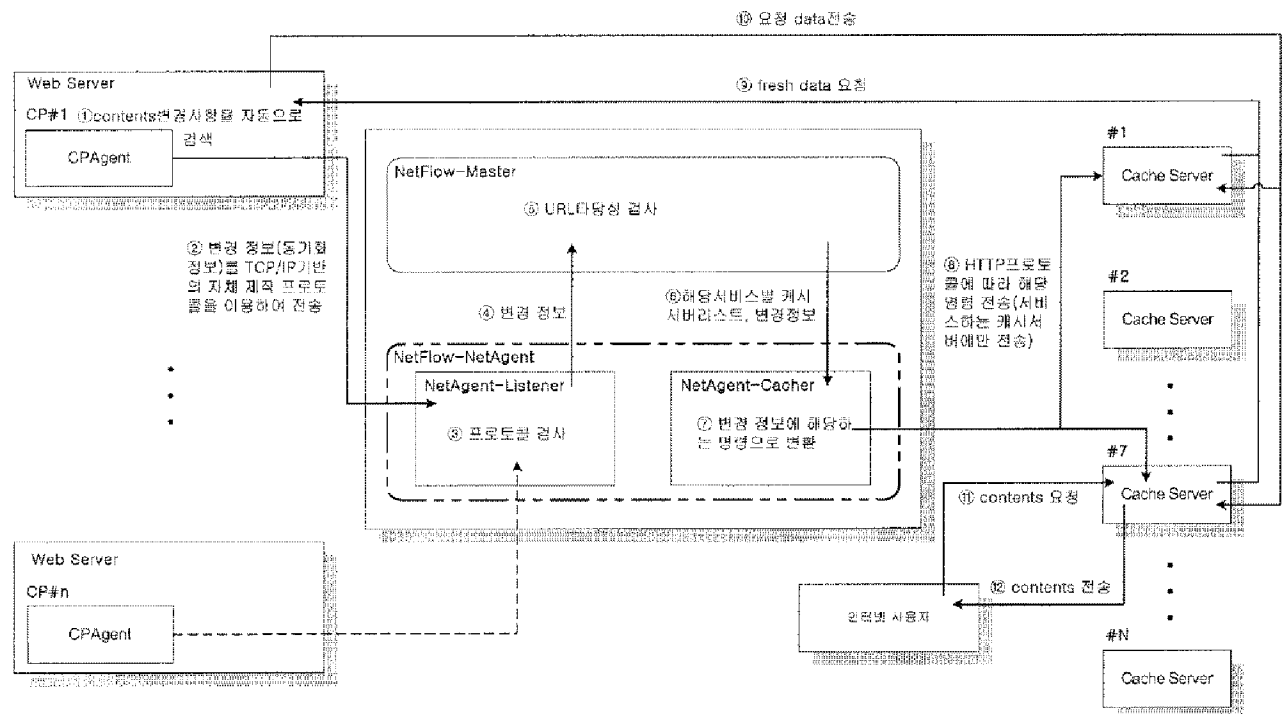 ⑩ 요청 data전송
Web Server
CP#1 ①contents변경사항을 자동으로
검색
CPAgent
⑨ fresh data 요청
NetFlow-Master
⑤ URL타당성 검사
#1
Cache Server
② 변경 정보(동기화
정보)를 TCP/IP기반
의 자체 제작 프로토
콜을 이용하여 전송
④ 변경 정보
⑥해당서비스별 캐시
서버리스트, 변경정보
⑧ HTTP프로토
콜에 따라 해당
명령 전송(서비
스하는 캐시서
버에만 전송)
#2
Cache Server
NetFlow-NetAgent
NetAgent-Listener
③ 프로토콜 검사
NetAgent-Cacher
⑦ 변경 정보에 해당하
는 명령으로 변환
#7
Cache Server
⑪ contents 요청
Web Server
CP#n
CPAgent
⑫ contents 전송
인터넷 사용자
#N
Cache Server